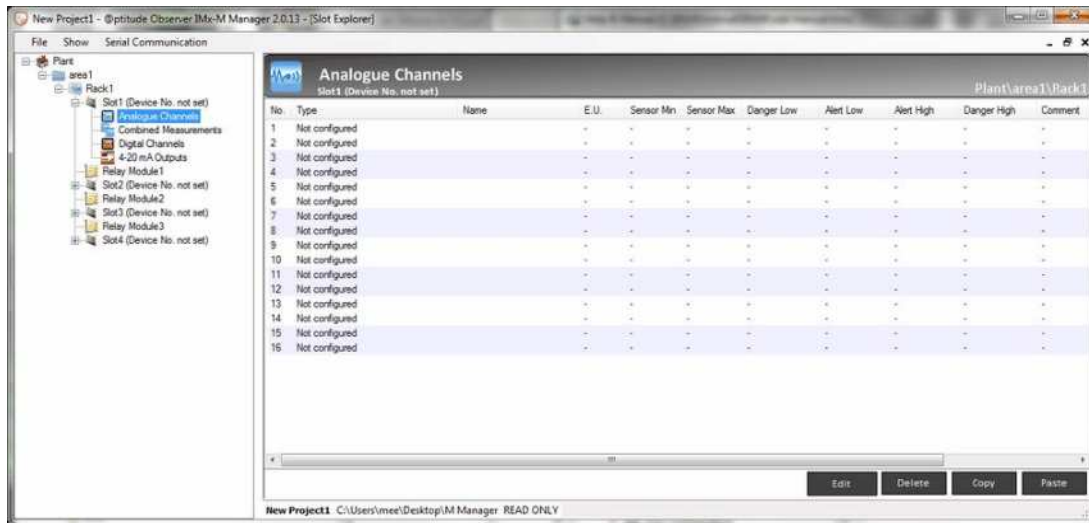 New Project1 - @ptitude Observer IMx-M Manager 2.0.13 - [Slot Explorer]
File Show Serial Communication
Plant
area1
Rack1
Slot1 (Device No. not set)
Analogue Channels
Combined Measurements
Digital Channels
4-20 mA Outputs
Relay Module1
Slot2 (Device No. not set)
Relay Module2
Slot3 (Device No. not set)
Relay Module3
Slot4 (Device No. not set)
Analogue Channels
Slot1 (Device No. not set)
Plant\area1\Rack1
No. Type Name E.U. Sensor Min Sensor Max Danger Low Alert Low Alert High Danger High Comment
1 Not configured - - - - - - - -
2 Not configured - - - - - - - -
3 Not configured - - - - - - - -
4 Not configured - - - - - - - -
5 Not configured - - - - - - - -
6 Not configured - - - - - - - -
7 Not configured - - - - - - - -
8 Not configured - - - - - - - -
9 Not configured - - - - - - - -
10 Not configured - - - - - - - -
11 Not configured - - - - - - - -
12 Not configured - - - - - - - -
13 Not configured - - - - - - - -
14 Not configured - - - - - - - -
15 Not configured - - - - - - - -
16 Not configured - - - - - - - -
Edit Delete Copy Paste
New Project1 C:\Users\mee\Desktop\M Manager READ ONLY